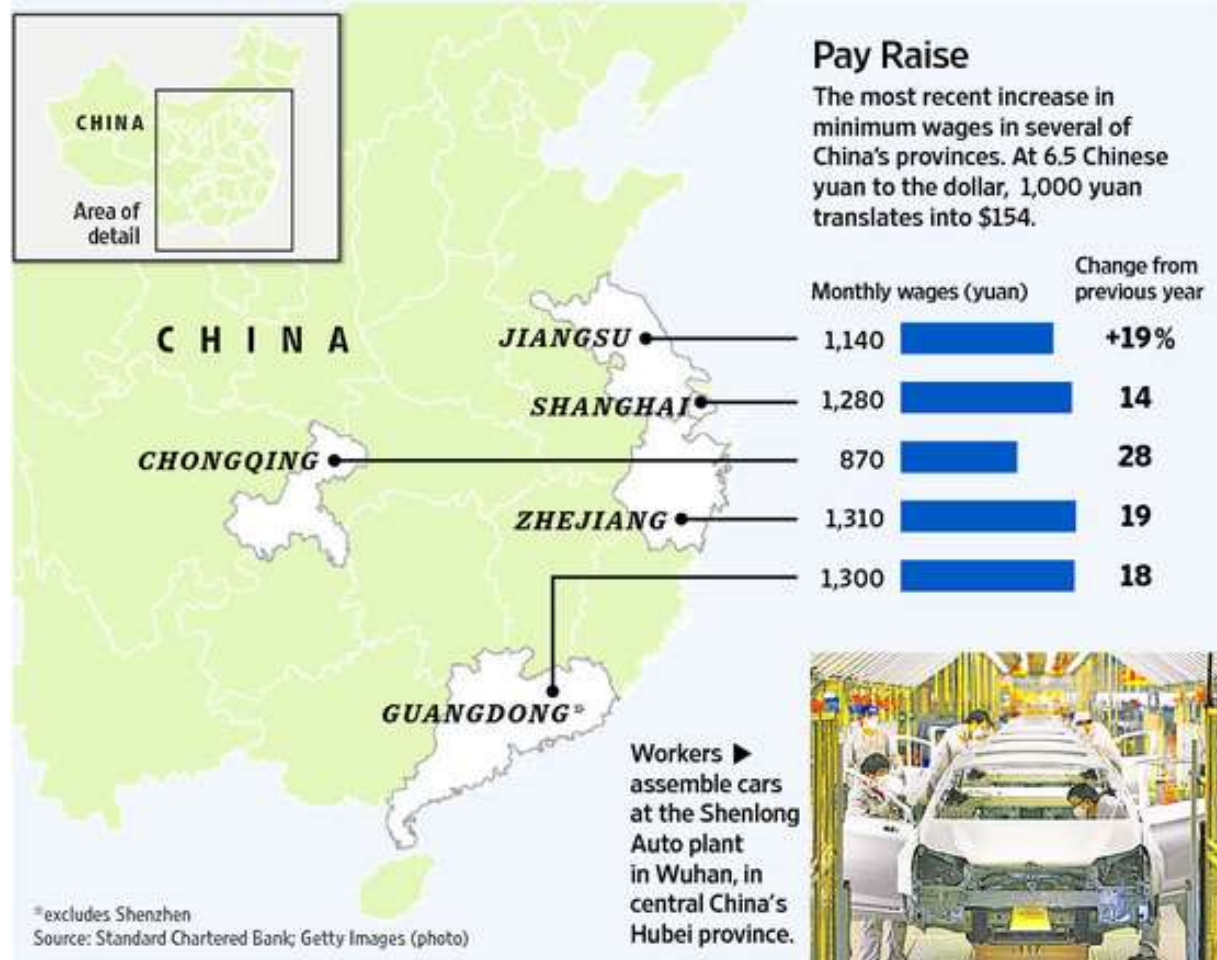 CHINA
Area of
detail
Pay Raise
The most recent increase in
minimum wages in several of
China's provinces. At 6.5 Chinese
yuan to the dollar, 1,000 yuan
translates into $154.
Monthly wages (yuan)
Change from
previous year
CHINA
JIANGSU 1,140 +19%
SHANGHAI 1,280 14
CHONGQING 870 28
ZHEJIANG 1,310 19
1,300 18
GUANGDONG*
Workers ▶
assemble cars
at the Shenlong
Auto plant
in Wuhan, in
central China's
Hubei province.
*excludes Shenzhen
Source: Standard Chartered Bank; Getty Images (photo)